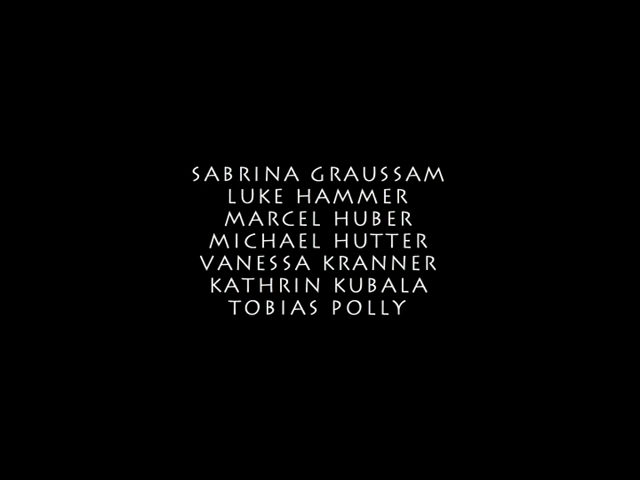 SABRINA GRAUSSAM
LUKE HAMMER
MARCEL HUBER
MICHAEL HUTTER
VANESSA KRANNER
KATHRIN KUBALA
TOBIAS POLLY